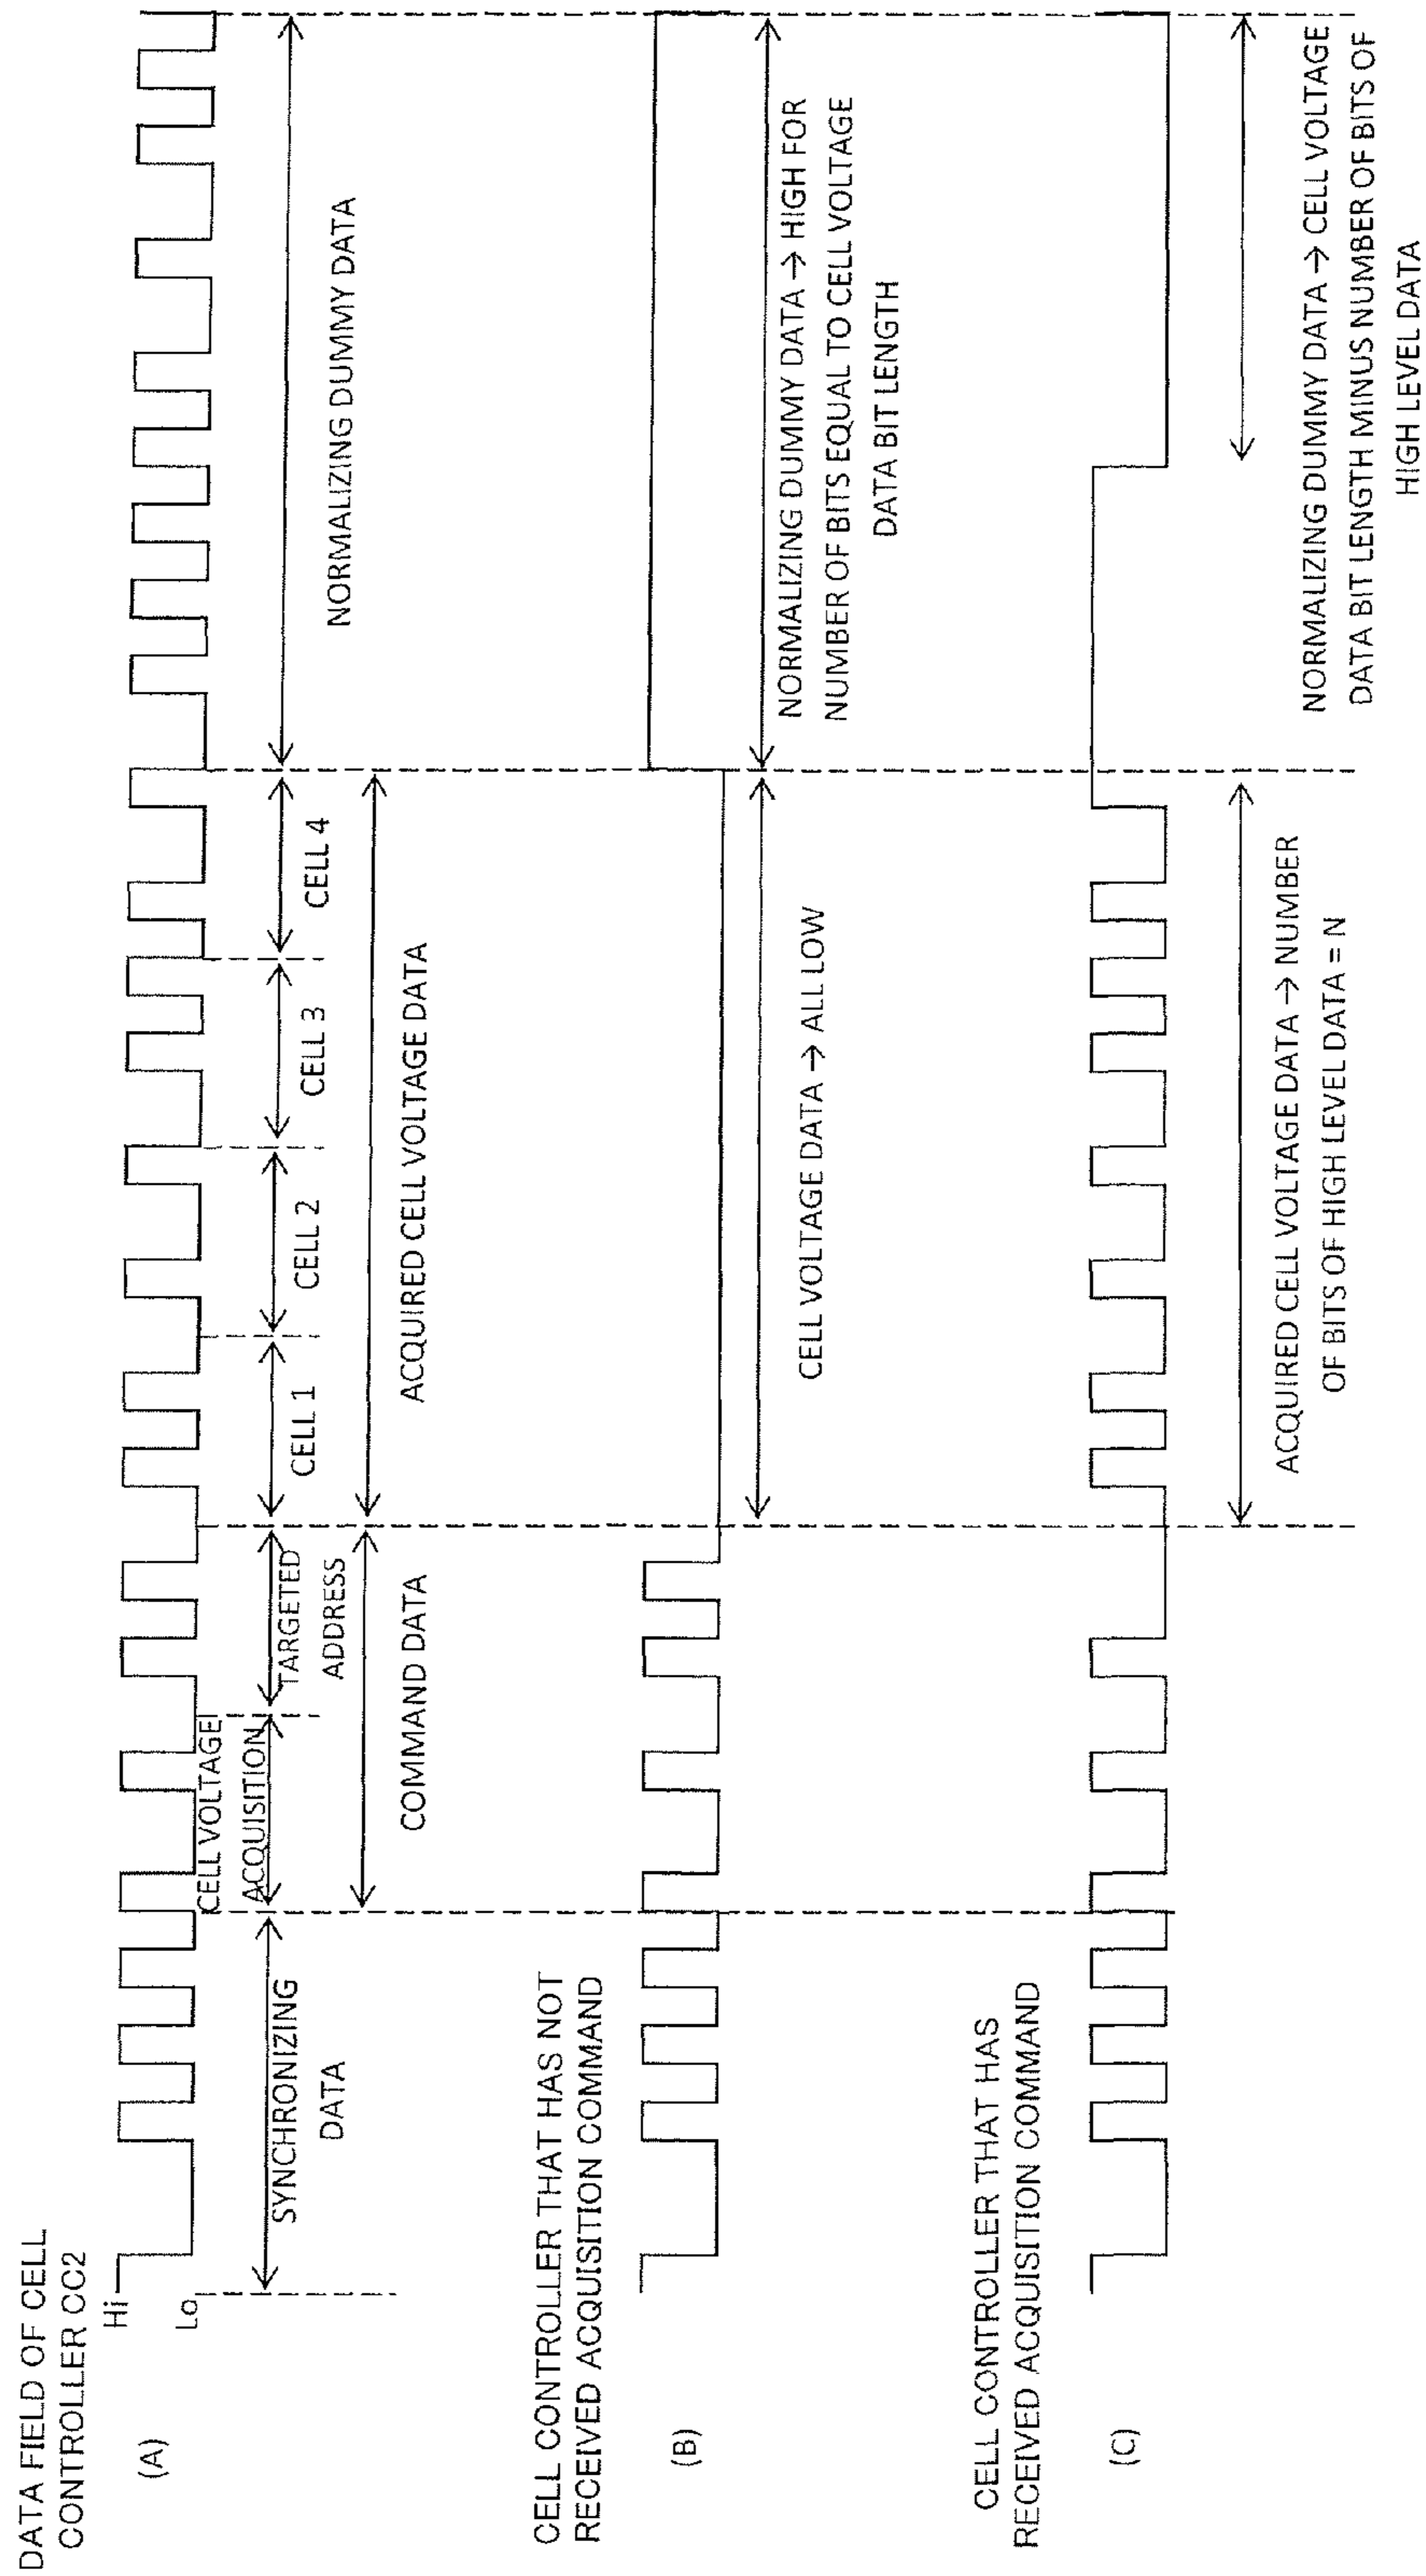 DATA FIELD OF CELL
CONTROLLER CC2
(A)
Hi
Lo
SYNCHRONIZING
DATA
CELL VOLTAGE
ACQUISITION
TARGETED
ADDRESS
COMMAND DATA
CELL 1
CELL 2
CELL 3
CELL 4
ACQUIRED CELL VOLTAGE DATA
NORMALIZING DUMMY DATA
CELL CONTROLLER THAT HAS NOT
RECEIVED ACQUISITION COMMAND
(B)
CELL VOLTAGE DATA → ALL LOW
NORMALIZING DUMMY DATA → HIGH FOR
NUMBER OF BITS EQUAL TO CELL VOLTAGE
DATA BIT LENGTH
CELL CONTROLLER THAT HAS
RECEIVED ACQUISITION COMMAND
(C)
ACQUIRED CELL VOLTAGE DATA → NUMBER
OF BITS OF HIGH LEVEL DATA = N
NORMALIZING DUMMY DATA → CELL VOLTAGE
DATA BIT LENGTH MINUS NUMBER OF BITS OF
HIGH LEVEL DATA